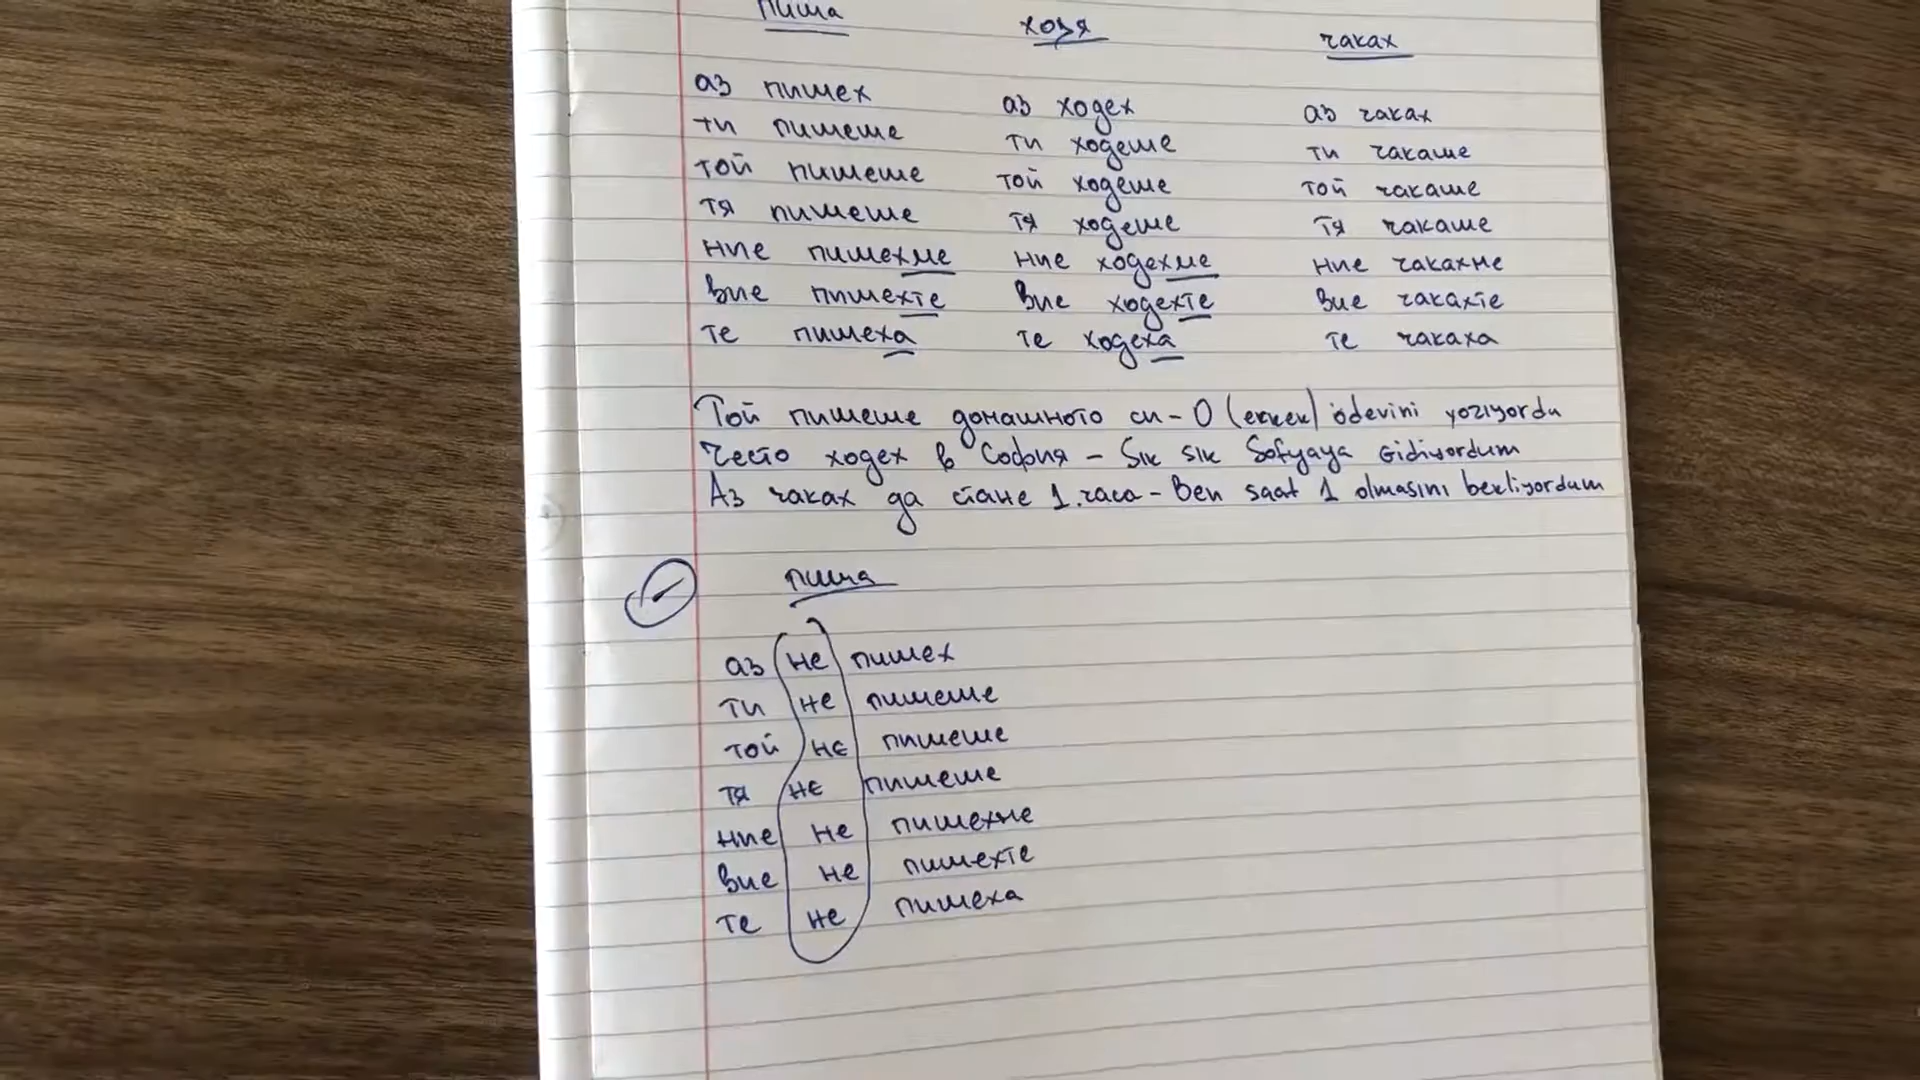 пиша ходя чаках
аз пишех аз ходех аз чаках
ти пишеше ти ходеше ти чакаше
той пишеше той ходеше той чакаше
тя пишеше тя ходеше тя чакаше
ние пишехме ние ходехме ние чакахме
вие пишехте вие ходехте вие чакахте
те пишеха те ходеха те чакаха
Той пишеше домашното си - O (erkek) ödevini yazıyordu
Често ходех в София - Sık sık Sofyaya Gidiyordum
Аз чаках да стане 1. часа - Ben saat 1 olmasını bekliyordum
-
пиша
аз не пишех
ти не пишеше
той не пишеше
тя не пишеше
ние не пишехме
вие не пишехте
те не пишеха